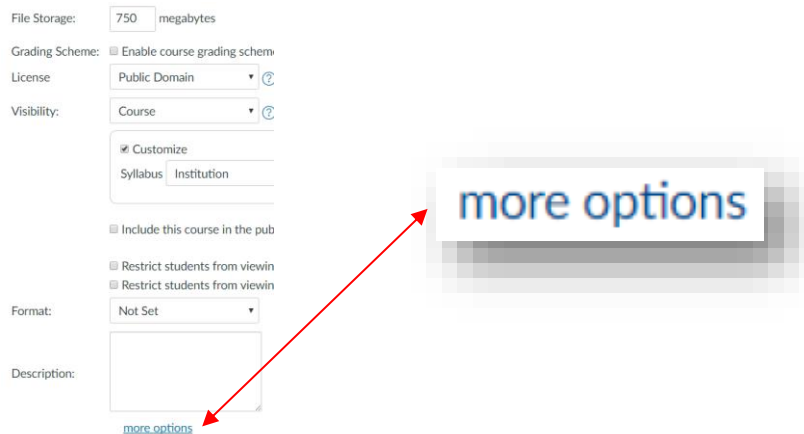 File Storage: 750 megabytes
Grading Scheme: Enable course grading schem
License Public Domain
Visibility: Course
Customize
Syllabus Institution
more options
Include this course in the pub
Restrict students from viewin
Restrict students from viewin
Format: Not Set
Description:
more options